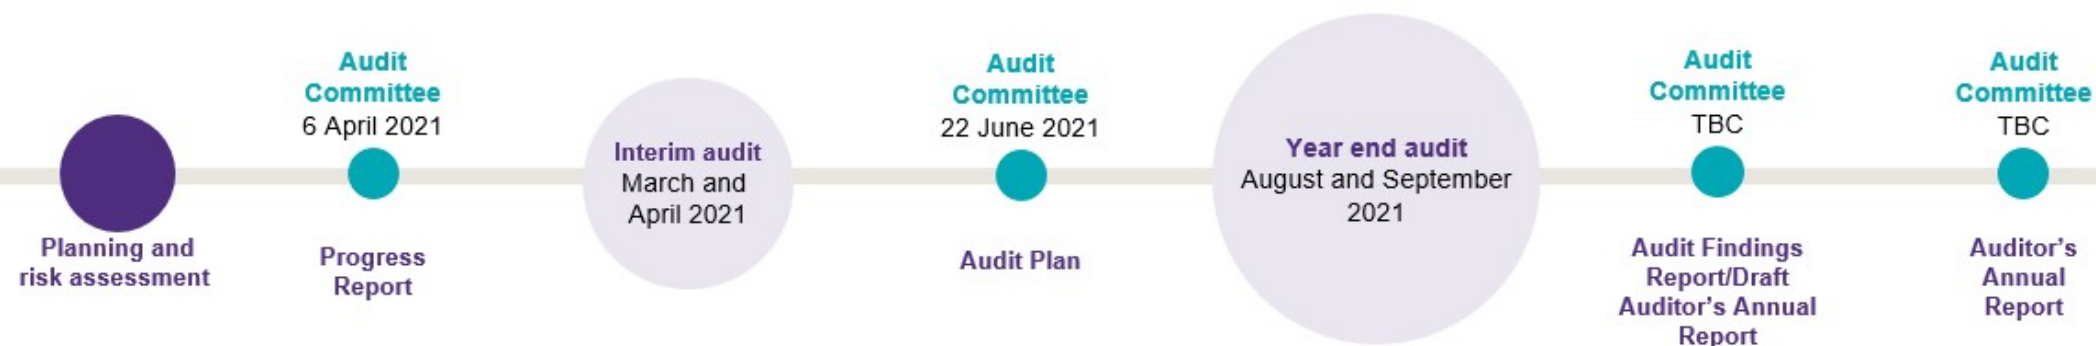 Planning and
risk assessment
Audit
Committee
6 April 2021
Progress
Report
Interim audit
March and
April 2021
Audit
Committee
22 June 2021
Audit Plan
Year end audit
August and September
2021
Audit
Committee
TBC
Audit Findings
Report/Draft
Auditor's Annual
Report
Audit
Committee
TBC
Auditor's
Annual
Report